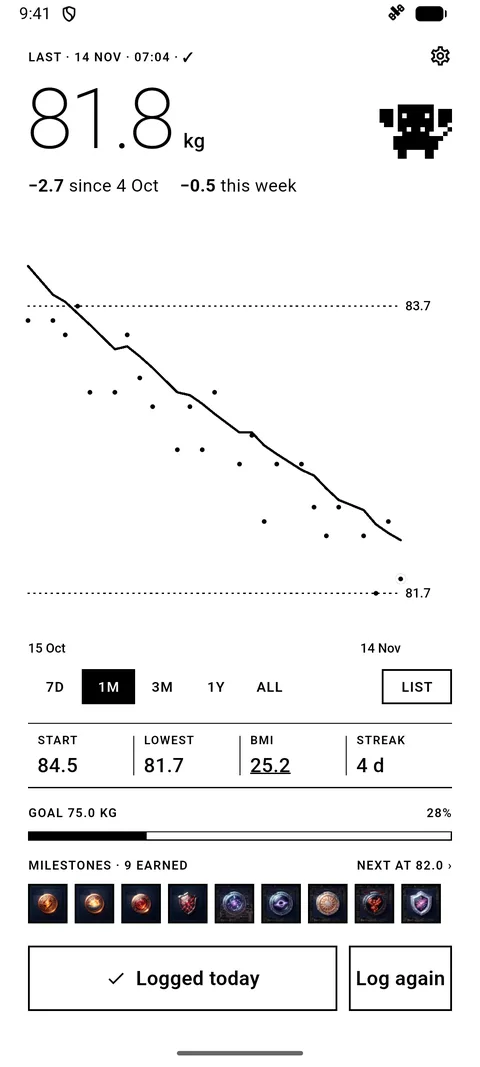 9:41
LAST · 14 NOV · 07:04 · ✓
81.8 kg
−2.7 since 4 Oct −0.5 this week
83.7
81.7
15 Oct 14 Nov
7D 1M 3M 1Y ALL LIST
START LOWEST BMI STREAK
84.5 81.7 25.2 4 d
GOAL 75.0 KG 28%
MILESTONES · 9 EARNED NEXT AT 82.0 ›
✓ Logged today Log again